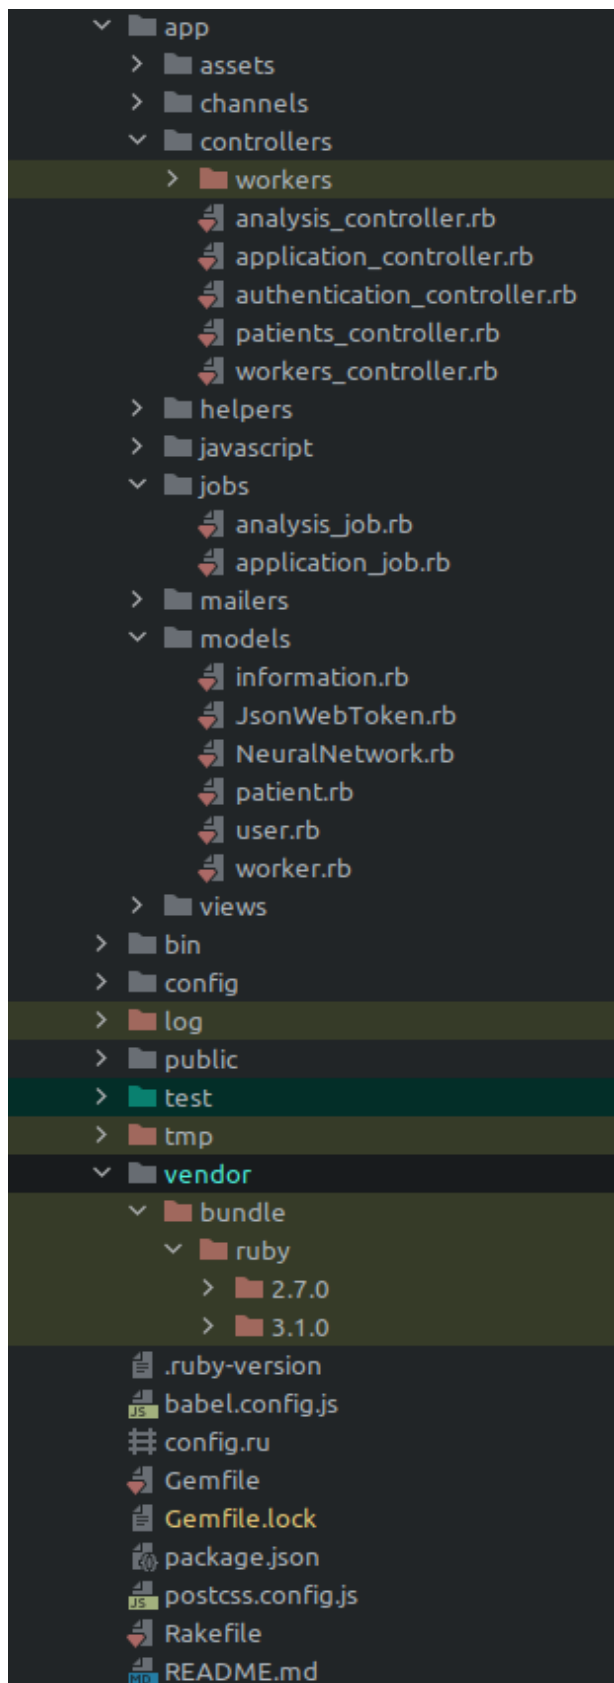 app
assets
channels
controllers
workers
analysis_controller.rb
application_controller.rb
authentication_controller.rb
patients_controller.rb
workers_controller.rb
helpers
javascript
jobs
analysis_job.rb
application_job.rb
mailers
models
information.rb
JsonWebToken.rb
NeuralNetwork.rb
patient.rb
user.rb
worker.rb
views
bin
config
log
public
test
tmp
vendor
bundle
ruby
2.7.0
3.1.0
.ruby-version
JS babel.config.js
config.ru
Gemfile
Gemfile.lock
package.json
JS postcss.config.js
Rakefile
MD README.md